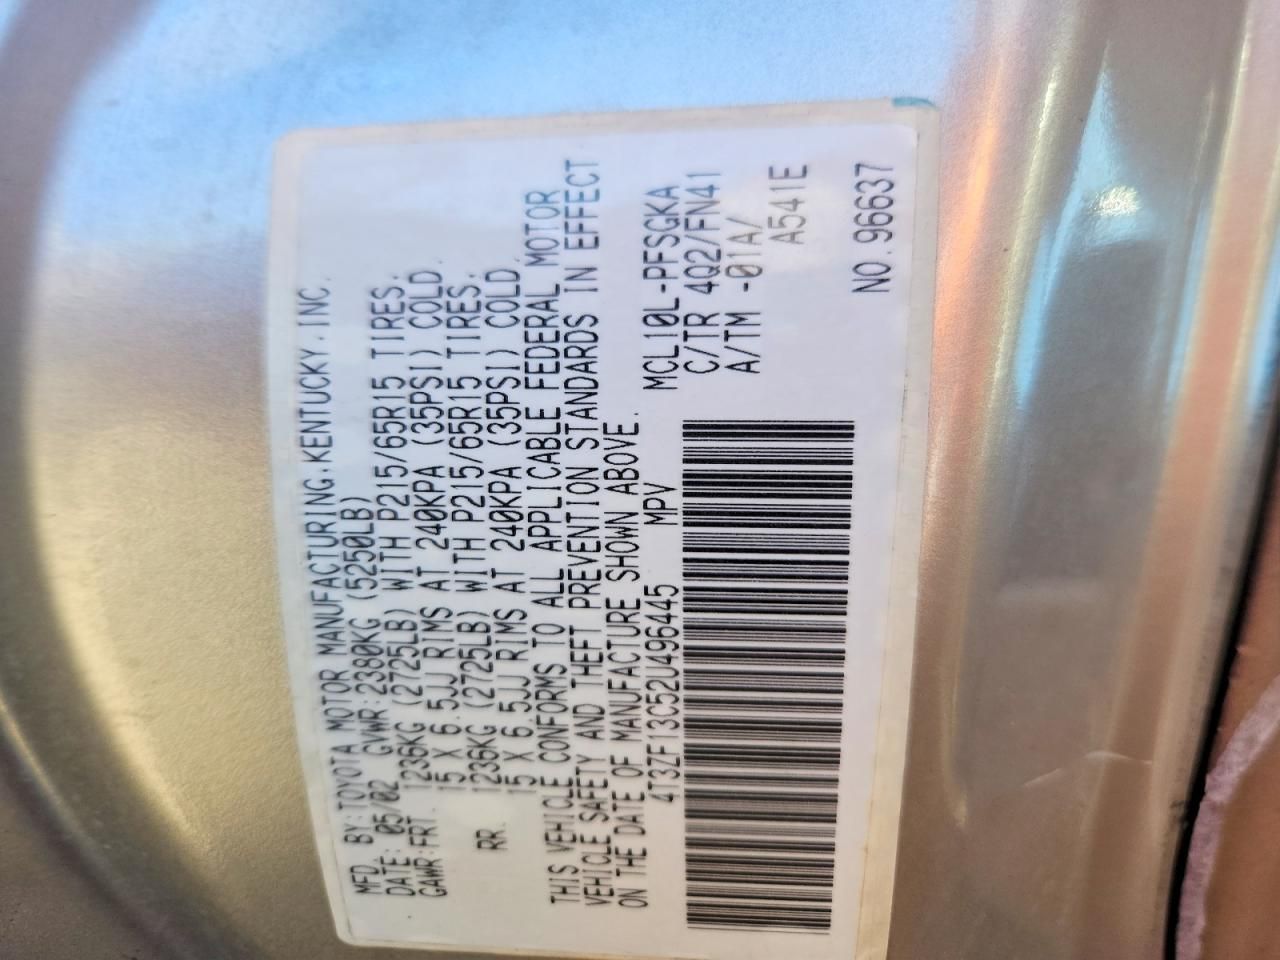 MFD. BY:TOYOTA MOTOR MANUFACTURING.KENTUCKY.INC.
DATE: 05/02 GVWR:2380KG (5250LB)
GAWR:FRT. 1236KG (2725LB) WITH P215/65R15 TIRES.
15 X 6.5JJ RIMS AT 240KPA (35PSI) COLD.
RR. 1236KG (2725LB) WITH P215/65R15 TIRES.
15 X 6.5JJ RIMS AT 240KPA (35PSI) COLD.
THIS VEHICLE CONFORMS TO ALL APPLICABLE FEDERAL MOTOR
VEHICLE SAFETY AND THEFT PREVENTION STANDARDS IN EFFECT
ON THE DATE OF MANUFACTURE SHOWN ABOVE.
4T3ZF13C52U496445 MPV
MCL10L-PFSGKA
C/TR 4Q2/FN41
A/TM -01A/
A541E
NO.96637